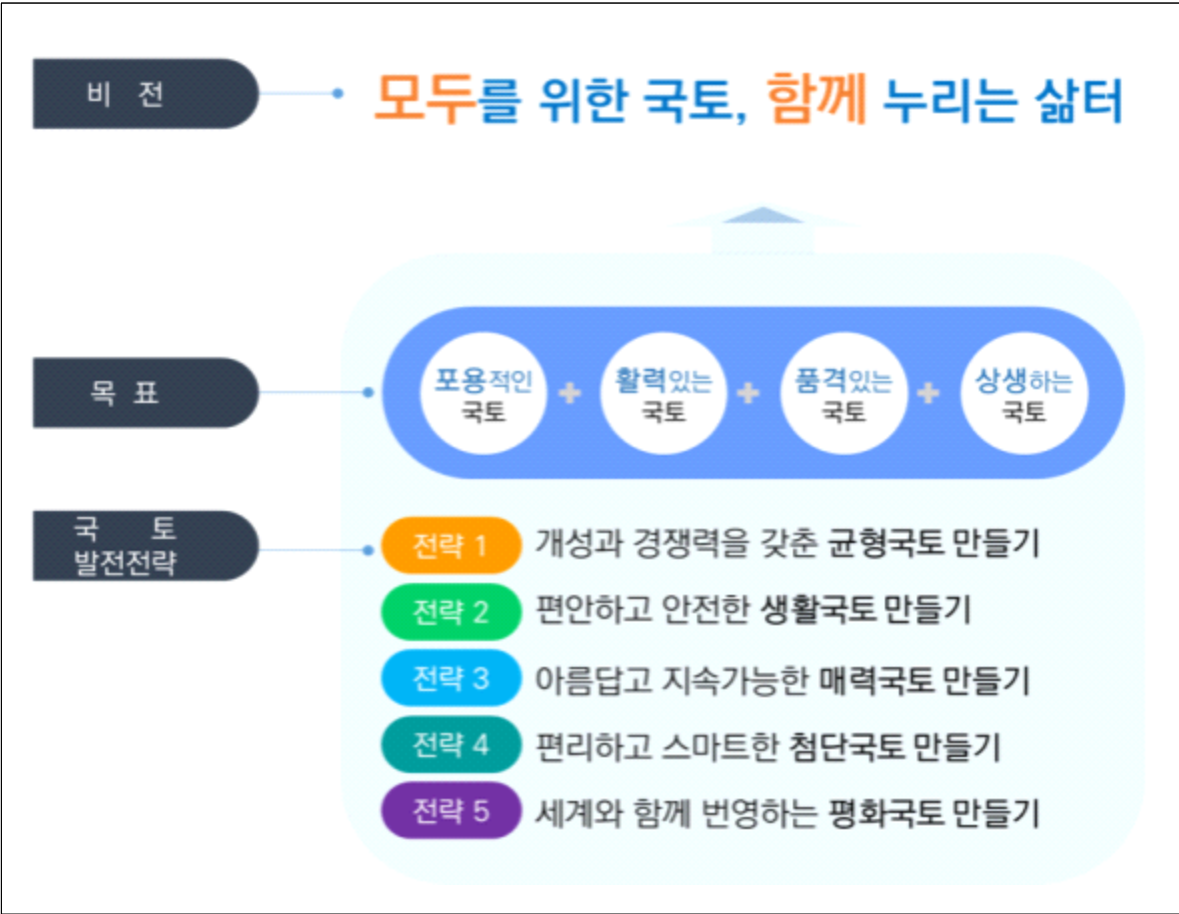 비 전
모두를 위한 국토, 함께 누리는 삶터
목 표
포용적인
국토
+
활력있는
국토
+
품격있는
국토
+
상생하는
국토
국 토
발전전략
전략 1 개성과 경쟁력을 갖춘 균형국토 만들기
전략 2 편안하고 안전한 생활국토 만들기
전략 3 아름답고 지속가능한 매력국토 만들기
전략 4 편리하고 스마트한 첨단국토 만들기
전략 5 세계와 함께 번영하는 평화국토 만들기